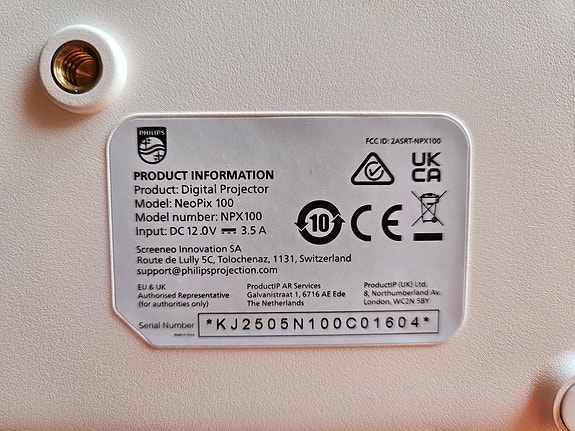 PHILIPS
FCC ID: 2ASRT-NPX100
PRODUCT INFORMATION
Product: Digital Projector
Model: NeoPix 100
Model number: NPX100
Input: DC 12.0V ⎓ 3.5 A
UK
CA
10
CE
Screeneo Innovation SA
Route de Lully 5C, Tolochenaz, 1131, Switzerland
support@philipsprojection.com
EU & UK
Authorised Representative
(for authorities only)
ProductIP AR Services
Galvanistraat 1, 6716 AE Ede
The Netherlands
ProductIP (UK) Ltd.
8, Northumberland Av.
London, WC2N 5BY
Serial Number
*KJ2505N100C01604*
Made in China